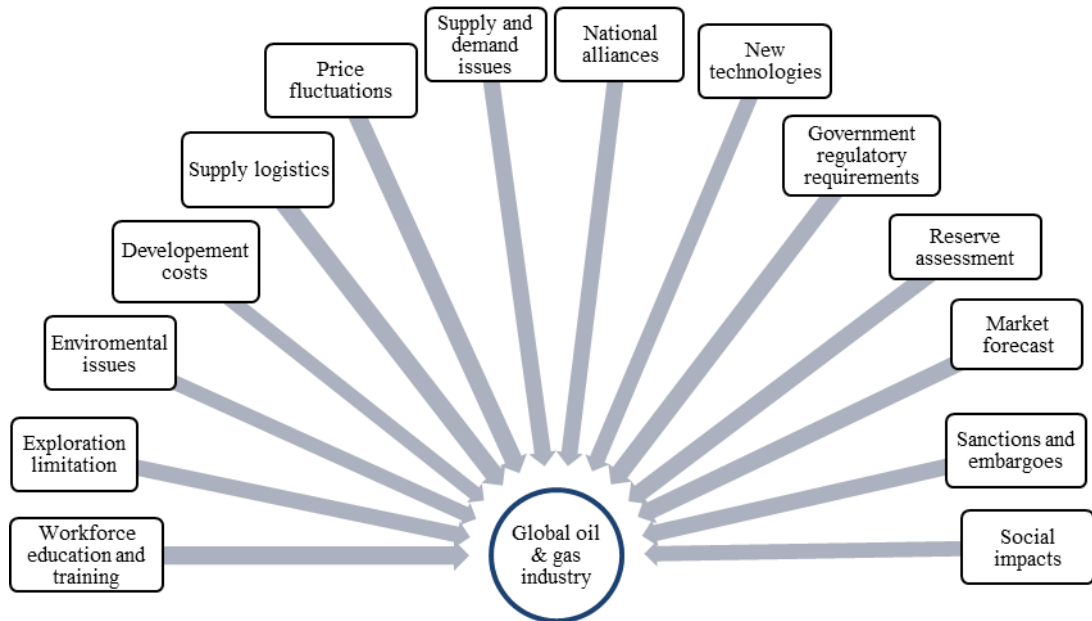 Supply and
demand
issues
National
alliances
New
technologies
Price
fluctuations
Government
regulatory
requirements
Supply logistics
Reserve
assessment
Developement
costs
Market
forecast
Enviromental
issues
Exploration
limitation
Sanctions and
embargoes
Workforce
education and
training
Global oil
& gas
industry
Social
impacts